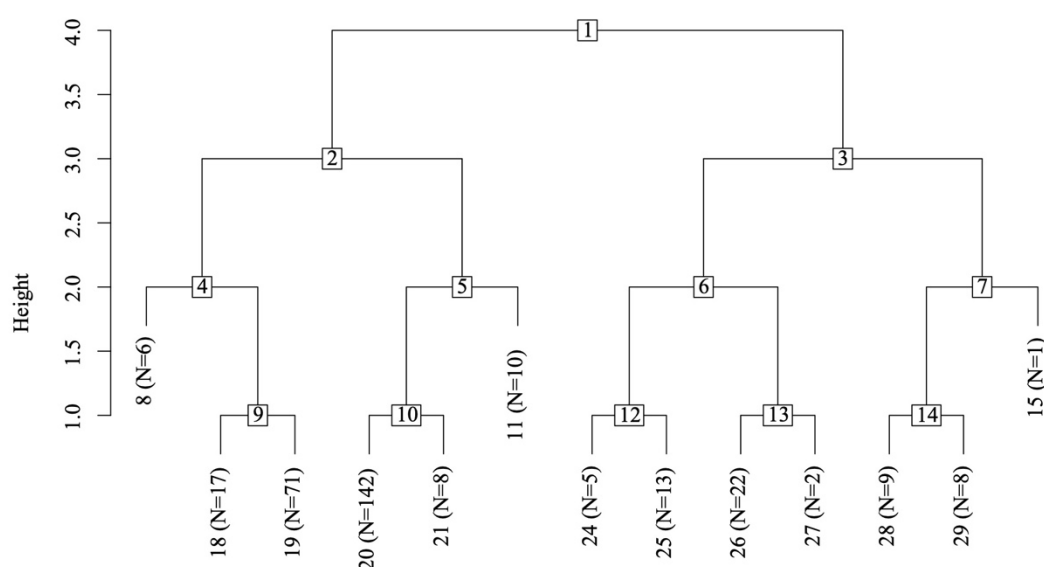 4.0
3.5
3.0
2.5
2.0
1.5
1.0
Height
1
2
3
4
5
6
7
8 (N=6)
9
10
11 (N=10)
12
13
14
15 (N=1)
18 (N=17)
19 (N=71)
20 (N=142)
21 (N=8)
24 (N=5)
25 (N=13)
26 (N=22)
27 (N=2)
28 (N=9)
29 (N=8)